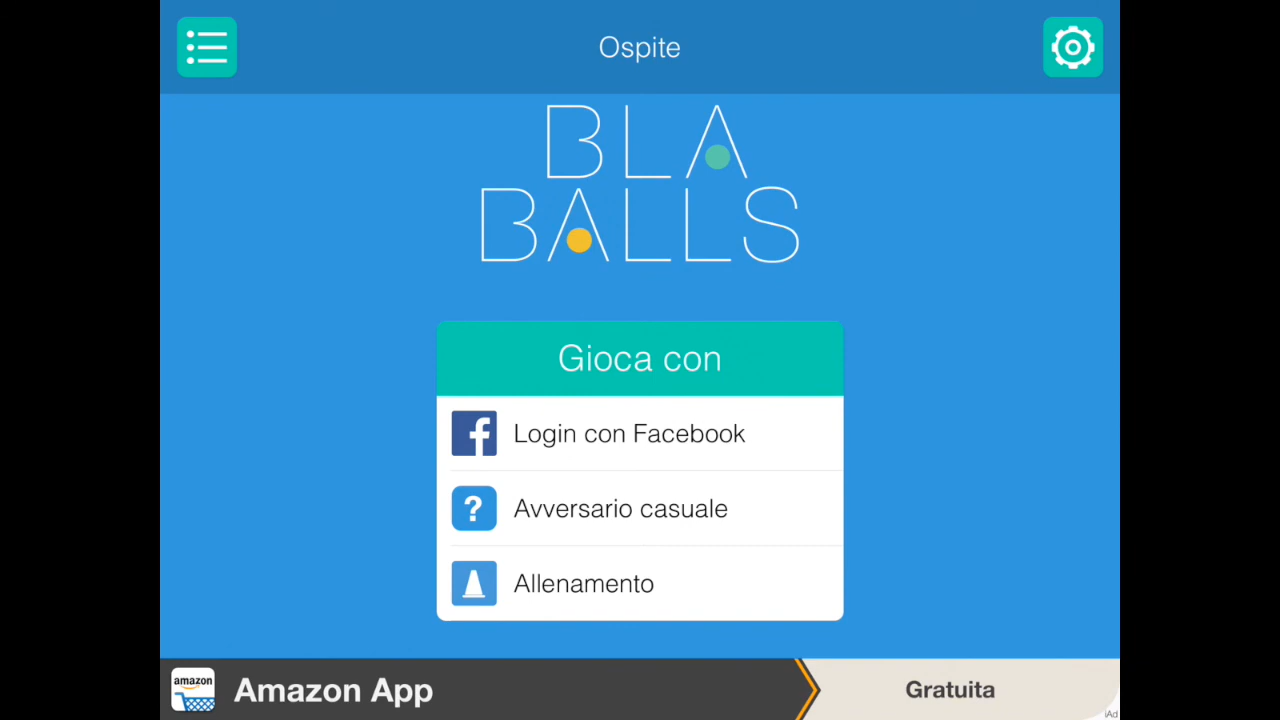 Ospite
BLA
BALLS
Gioca con
Login con Facebook
Avversario casuale
Allenamento
amazon
Amazon App
Gratuita
iAd